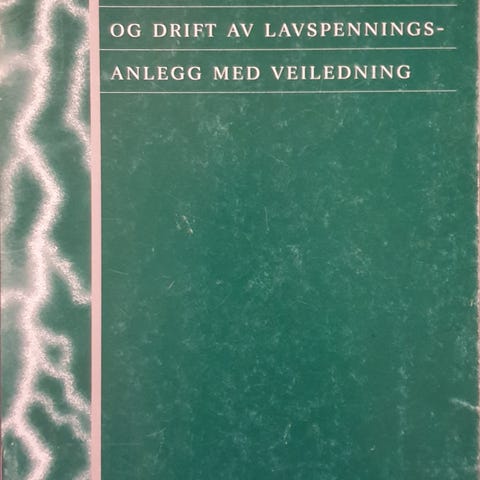 OG DRIFT AV LAVSPENNINGS-
ANLEGG MED VEILEDNING